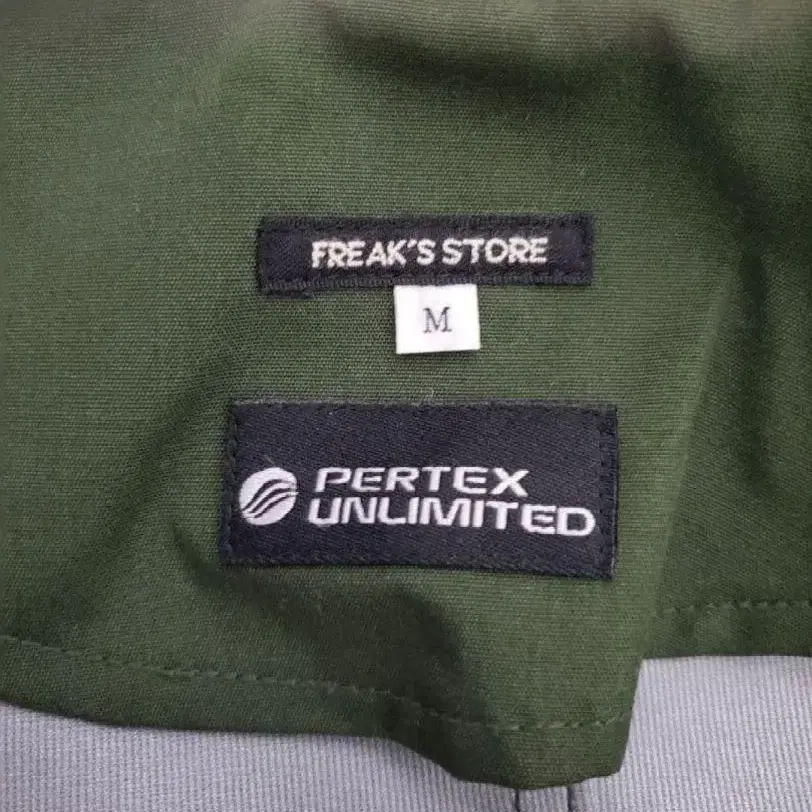 FREAK'S STORE
M
PERTEX
UNLIMITED